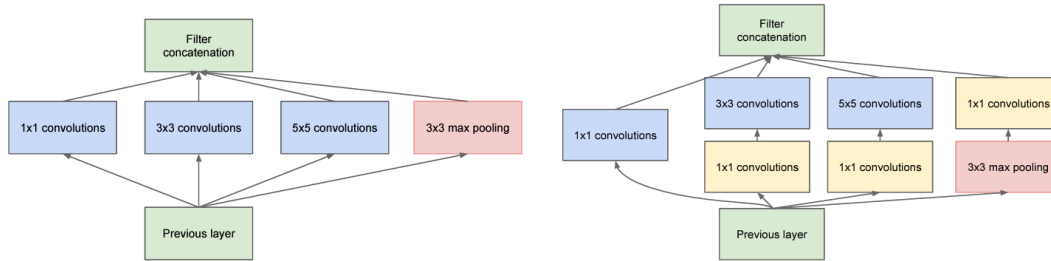 Filter
concatenation
1x1 convolutions
3x3 convolutions
5x5 convolutions
3x3 max pooling
Previous layer
Filter
concatenation
3x3 convolutions
5x5 convolutions
1x1 convolutions
1x1 convolutions
1x1 convolutions
1x1 convolutions
3x3 max pooling
Previous layer